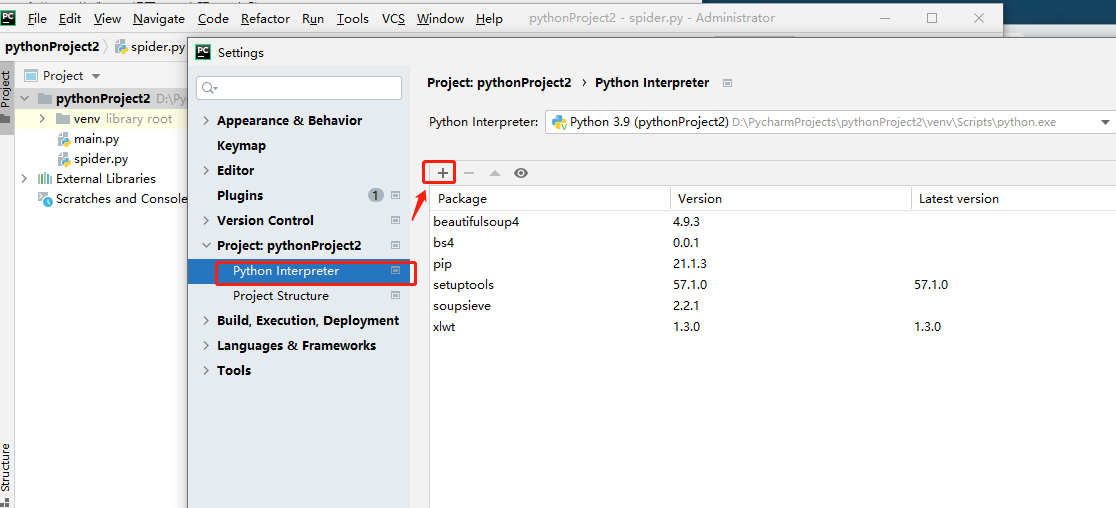 PC File Edit View Navigate Code Refactor Run Tools VCS Window Help pythonProject2 - spider.py - Administrator
pythonProject2 spider.py
PC Settings
Project
Project
pythonProject2
venv library root
main.py
spider.py
External Libraries
Scratches and Console
Structure
Appearance & Behavior
Keymap
Editor
Plugins 1
Version Control
Project: pythonProject2
Python Interpreter
Project Structure
Build, Execution, Deployment
Languages & Frameworks
Tools
Project: pythonProject2 › Python Interpreter
Python Interpreter: Python 3.9 (pythonProject2) D:\PycharmProjects\pythonProject2\venv\Scripts\python.exe
Package Version Latest version
beautifulsoup4 4.9.3
bs4 0.0.1
pip 21.1.3
setuptools 57.1.0 57.1.0
soupsieve 2.2.1
xlwt 1.3.0 1.3.0